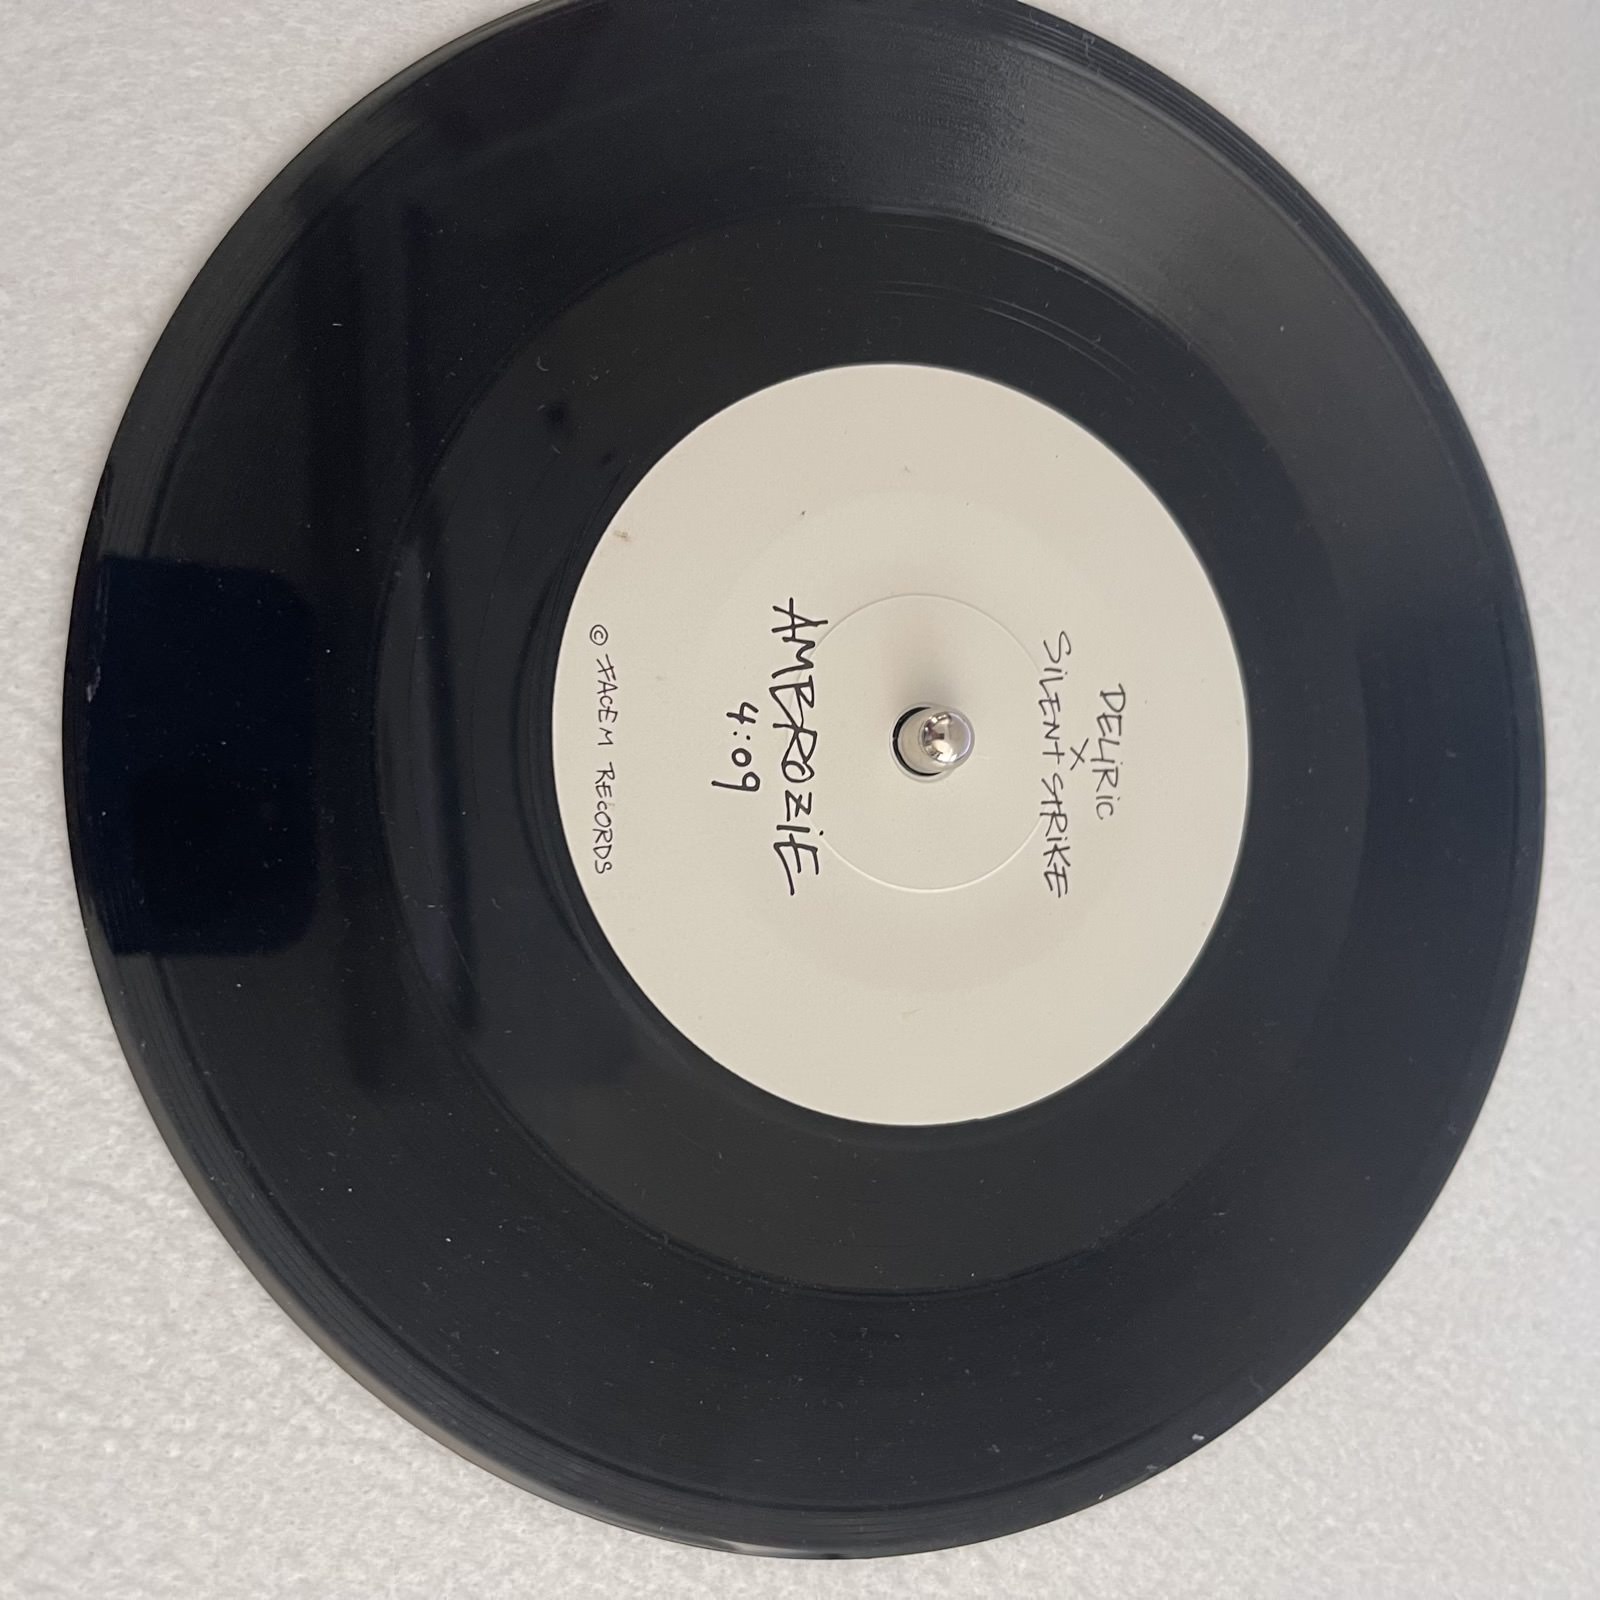 DELIRIC
X
SILENT STRIKE
AMBROZIE
4:09
© FACEM RECORDS